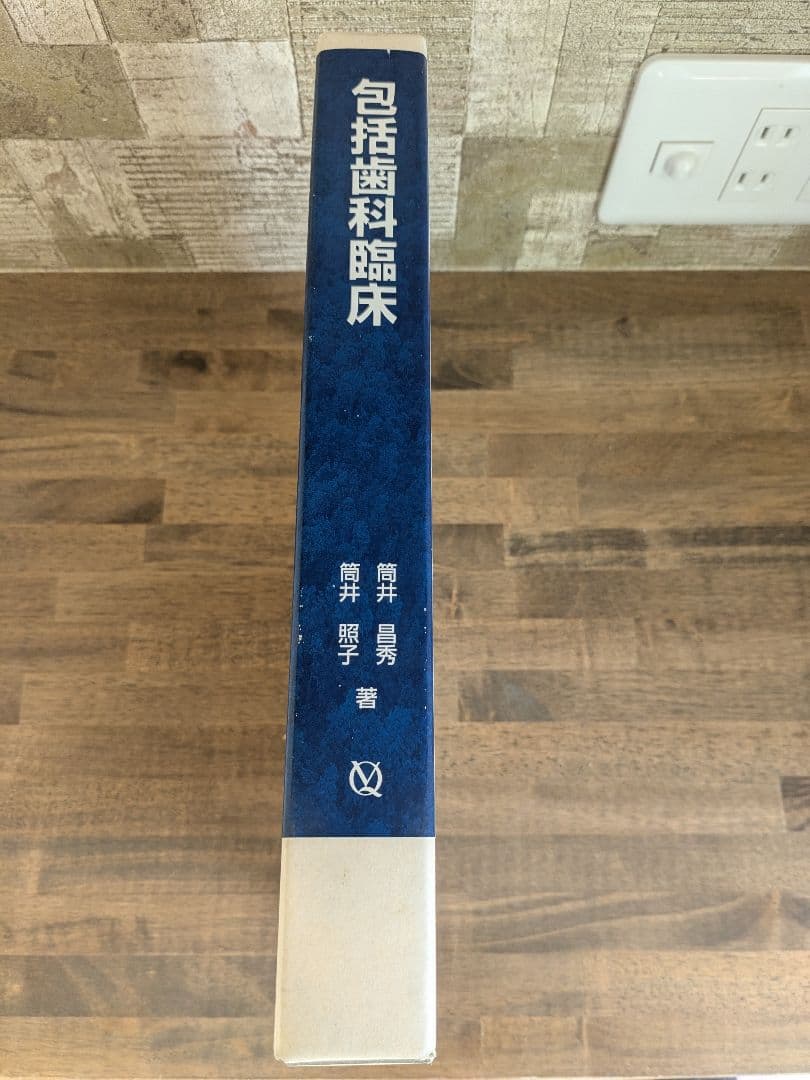 包括歯科臨床
筒井 昌秀
筒井 照子
著